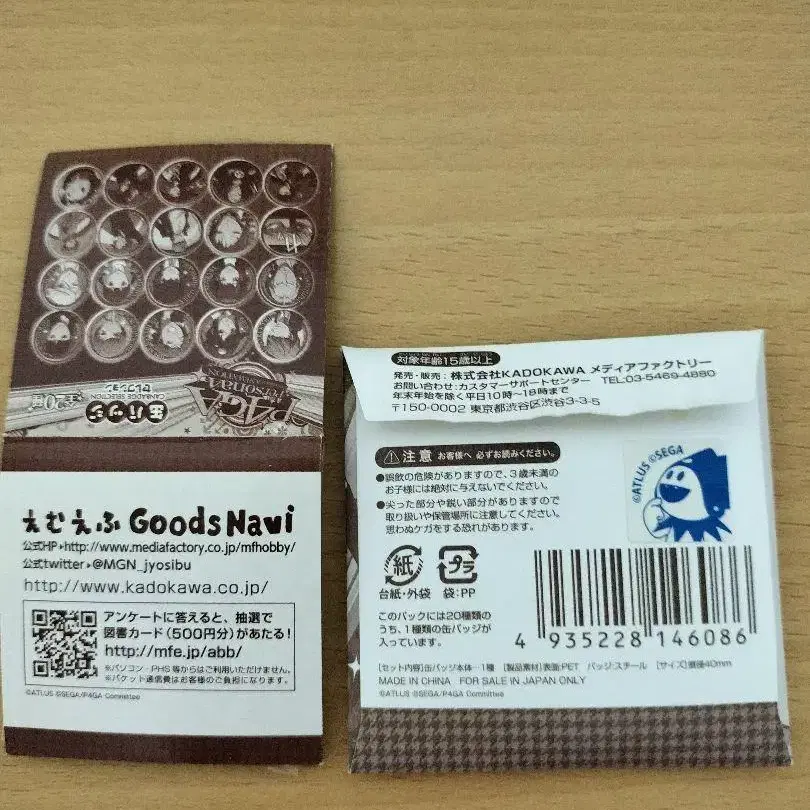 P4GA
PERSONA4
缶バッジ
CANBADGE SELECTION
セレクション
全20種
えむえふ Goods Navi
公式HP▸http://www.mediafactory.co.jp/mfhobby/
公式twitter▸@MGN_jyosibu
http://www.kadokawa.co.jp/
アンケートに答えると、抽選で
図書カード(500円分)があたる!
http://mfe.jp/abb/
※パソコン・PHS等からはご利用いただけません。
※パケット通信費はお客様のご負担になります。
©ATLUS ©SEGA/P4GA Committee
対象年齢15歳以上
発売・販売:株式会社KADOKAWA メディアファクトリー
お問い合わせ:カスタマーサポートセンター TEL:03-5469-4880
年末年始を除く平日10時~18時まで
〒150-0002 東京都渋谷区渋谷3-3-5
注意 お客様へ 必ずお読みください。
●誤飲の危険がありますので、3歳未満の
お子様には絶対に与えないでください。
●尖った部分や鋭い部分がありますので
取り扱いや保管場所に注意してください。
思わぬケガをする恐れがあります。
©ATLUS ©SEGA
紙 プラ
台紙・外袋 袋:PP
このパックには20種類の
うち、1種類の缶バッジが
入っています。
4 935228 146086
[セット内容]缶バッジ本体…1種 [製品素材]表面:PET バッジ:スチール [サイズ]直径40mm
MADE IN CHINA FOR SALE IN JAPAN ONLY
©ATLUS ©SEGA/P4GA Committee